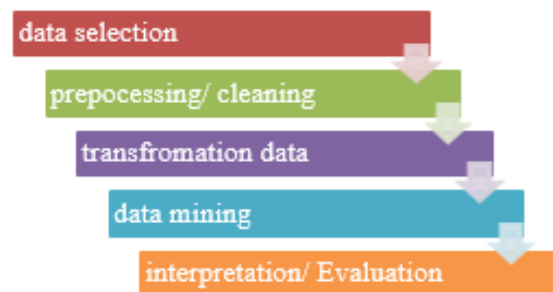 data selection
prepocessing/ cleaning
transfromation data
data mining
interpretation/ Evaluation